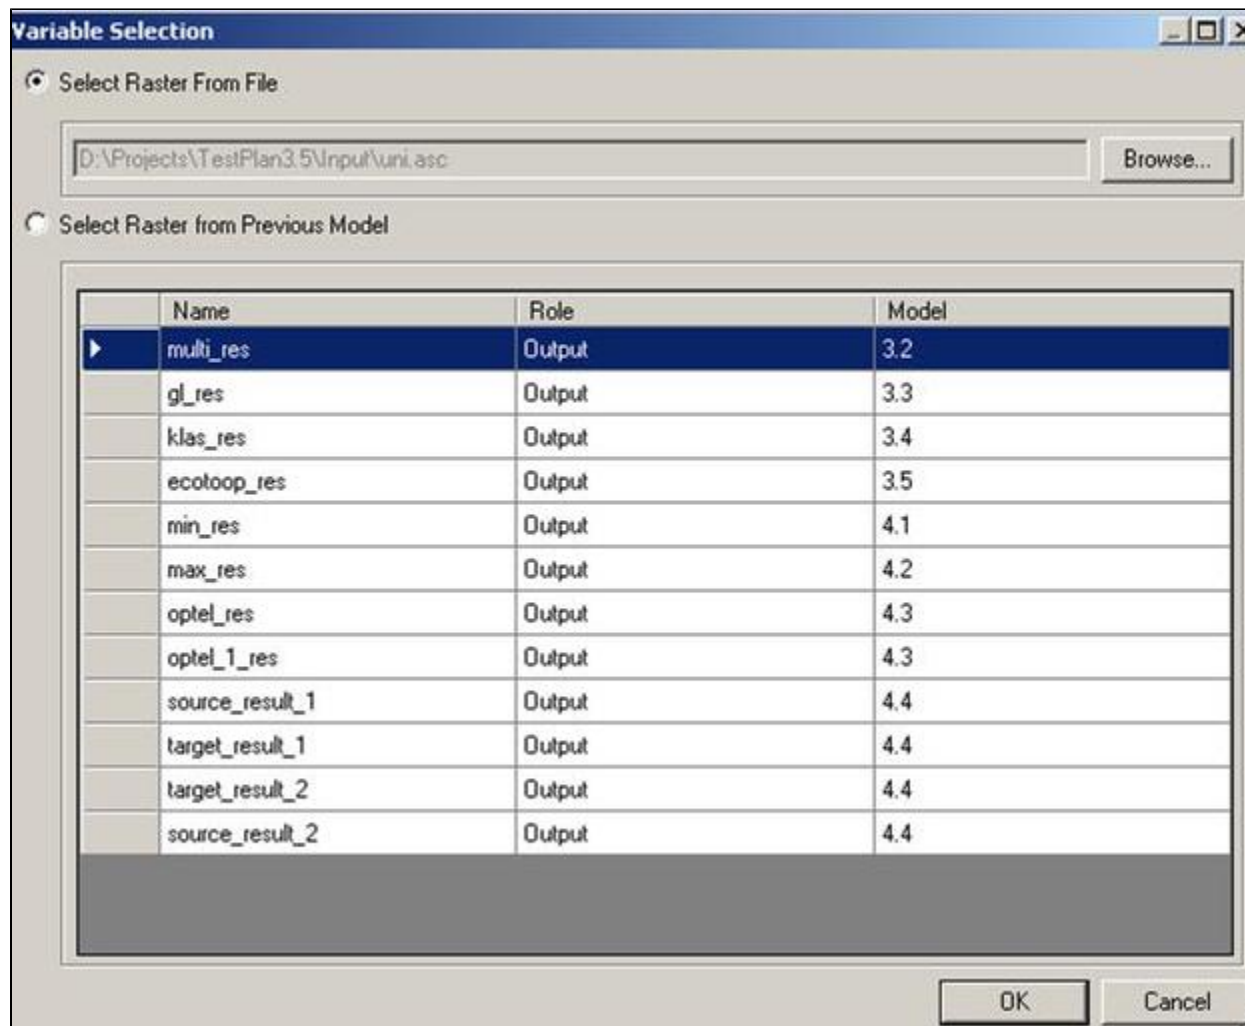 Variable Selection
Select Raster From File
D:\Projects\TestPlan3.5\Input\uni.asc Browse...
Select Raster from Previous Model
Name Role Model
multi_res Output 3.2
gl_res Output 3.3
klas_res Output 3.4
ecotoop_res Output 3.5
min_res Output 4.1
max_res Output 4.2
optel_res Output 4.3
optel_1_res Output 4.3
source_result_1 Output 4.4
target_result_1 Output 4.4
target_result_2 Output 4.4
source_result_2 Output 4.4
OK Cancel